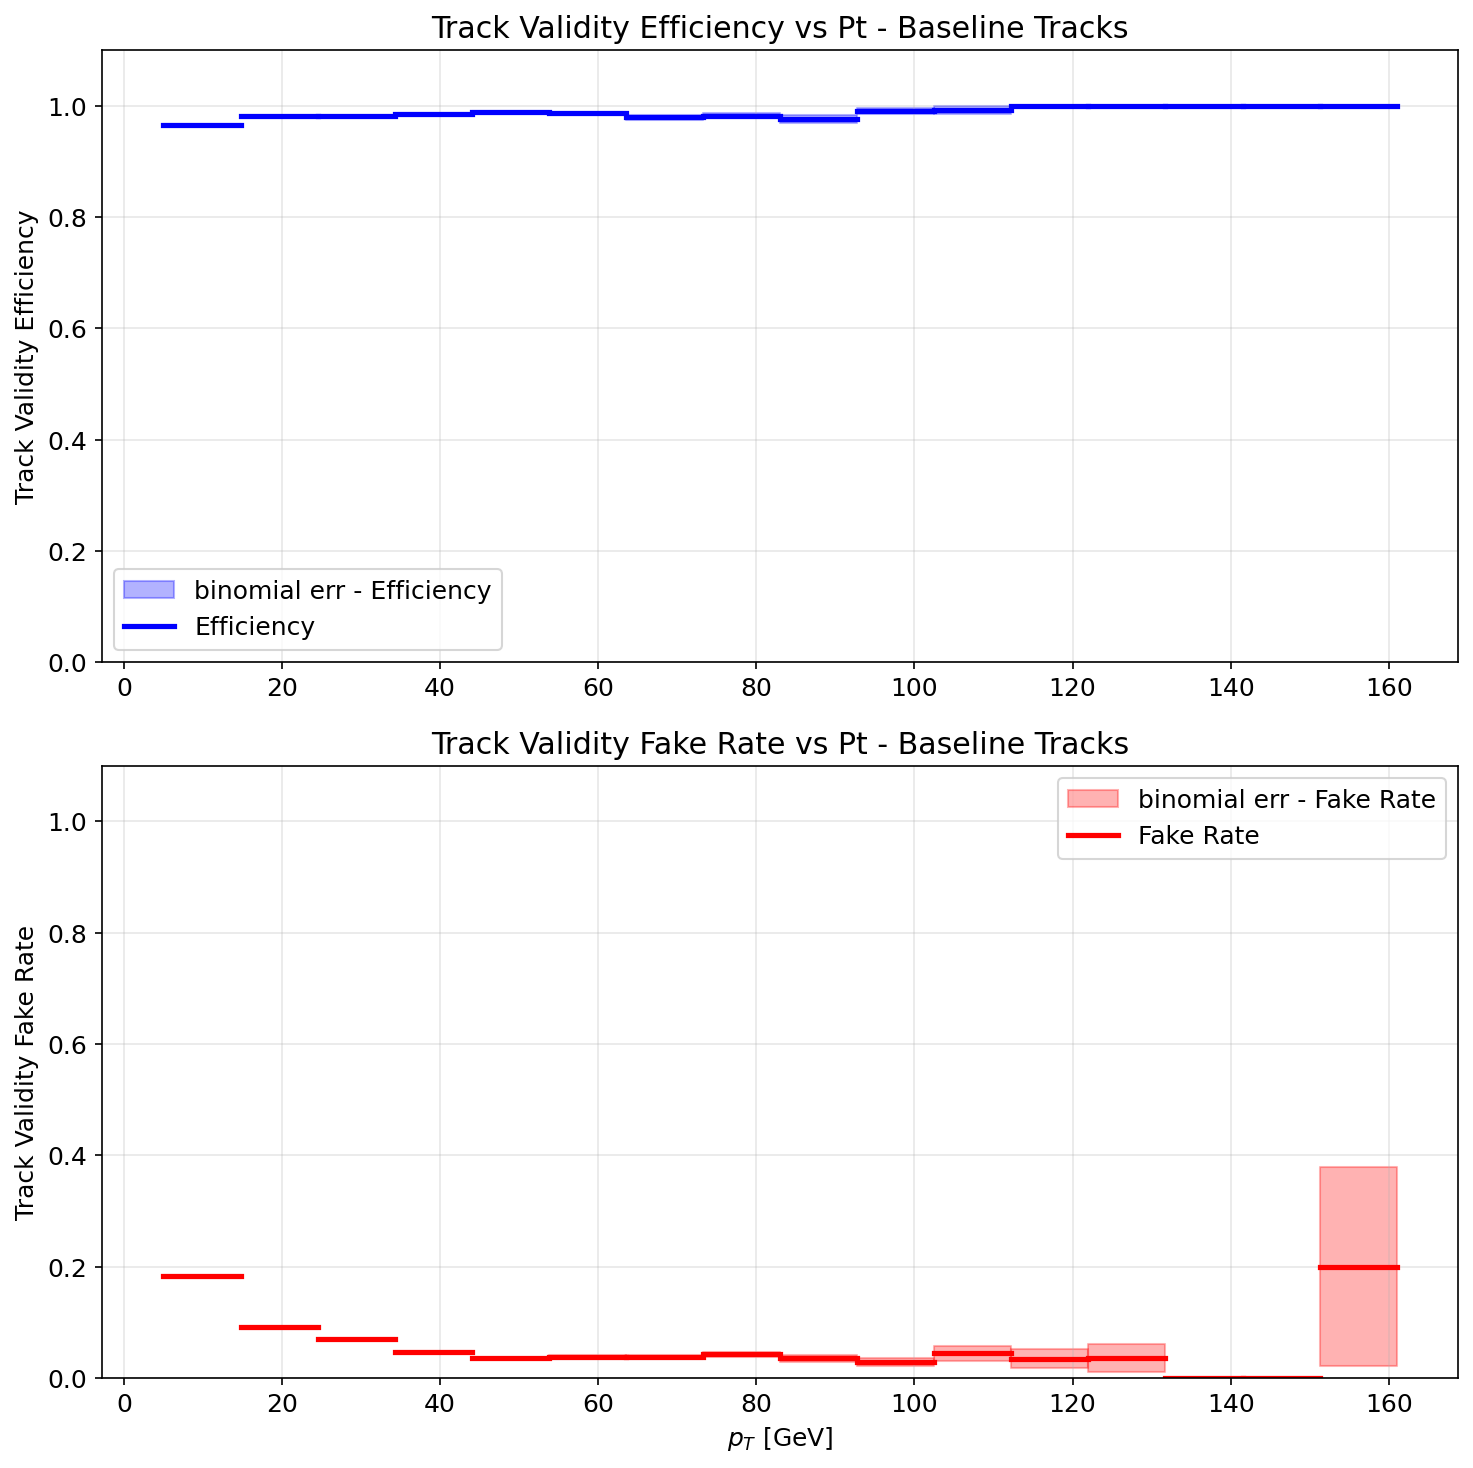 Track Validity Efficiency vs Pt - Baseline Tracks
Track Validity Efficiency
1.0
0.8
0.6
0.4
0.2
0.0
binomial err - Efficiency
Efficiency
0 20 40 60 80 100 120 140 160
Track Validity Fake Rate vs Pt - Baseline Tracks
Track Validity Fake Rate
1.0
0.8
0.6
0.4
0.2
0.0
binomial err - Fake Rate
Fake Rate
0 20 40 60 80 100 120 140 160
p_T [GeV]